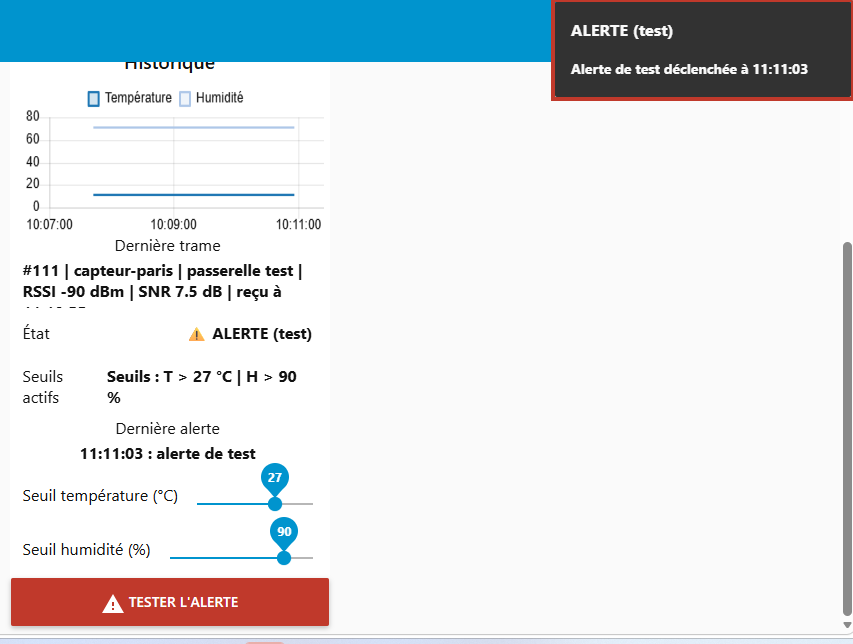 ALERTE (test)
Alerte de test déclenchée à 11:11:03
Historique
Température Humidité
80
60
40
20
0
10:07:00 10:09:00 10:11:00
Dernière trame
#111 | capteur-paris | passerelle test |
RSSI -90 dBm | SNR 7.5 dB | reçu à
État ALERTE (test)
Seuils Seuils : T > 27 °C | H > 90
actifs %
Dernière alerte
11:11:03 : alerte de test
27
Seuil température (°C)
90
Seuil humidité (%)
TESTER L'ALERTE